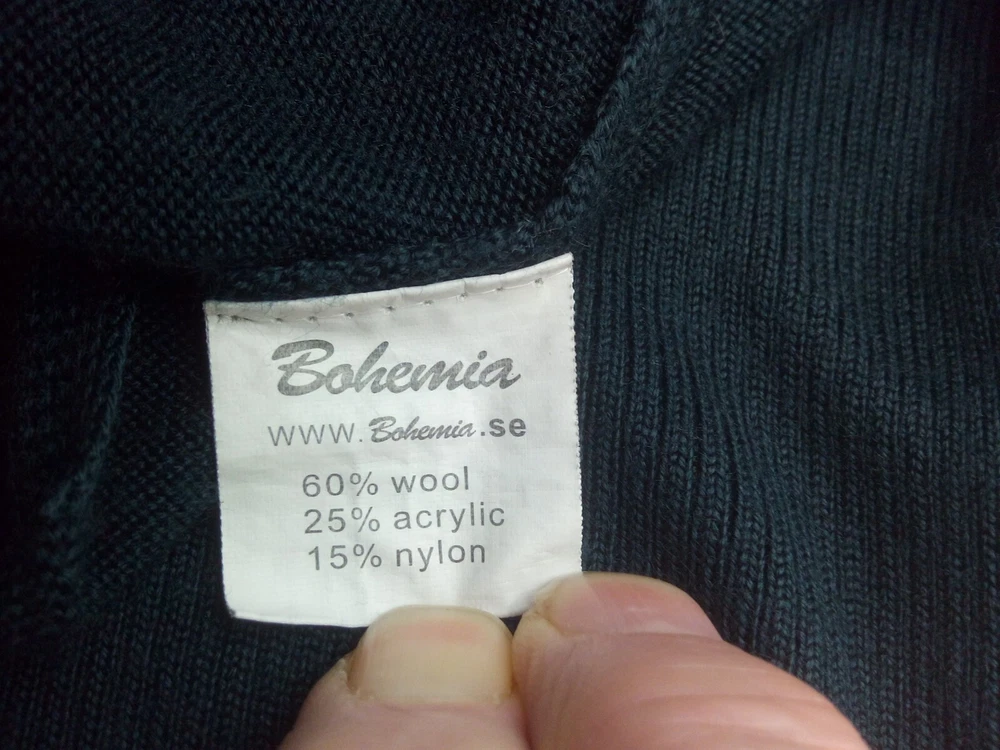 Bohemia
www.Bohemia.se
60% wool
25% acrylic
15% nylon